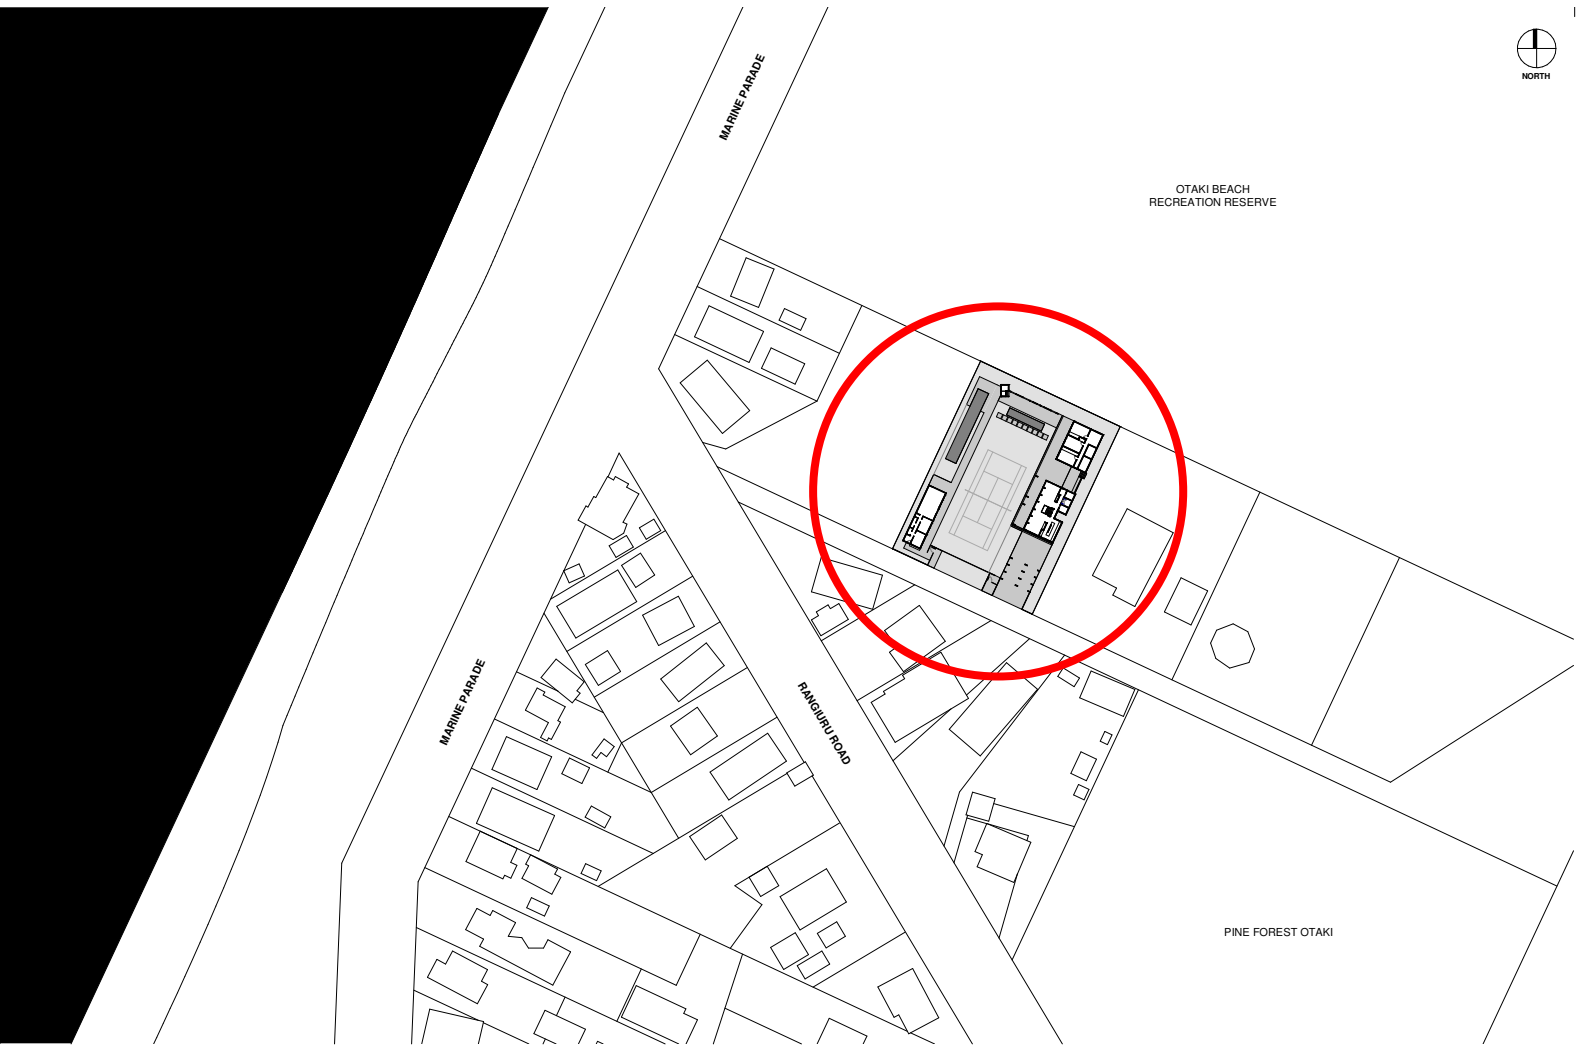 MARINE PARADE
NORTH
OTAKI BEACH
RECREATION RESERVE
MARINE PARADE
RANGIURU ROAD
PINE FOREST OTAKI